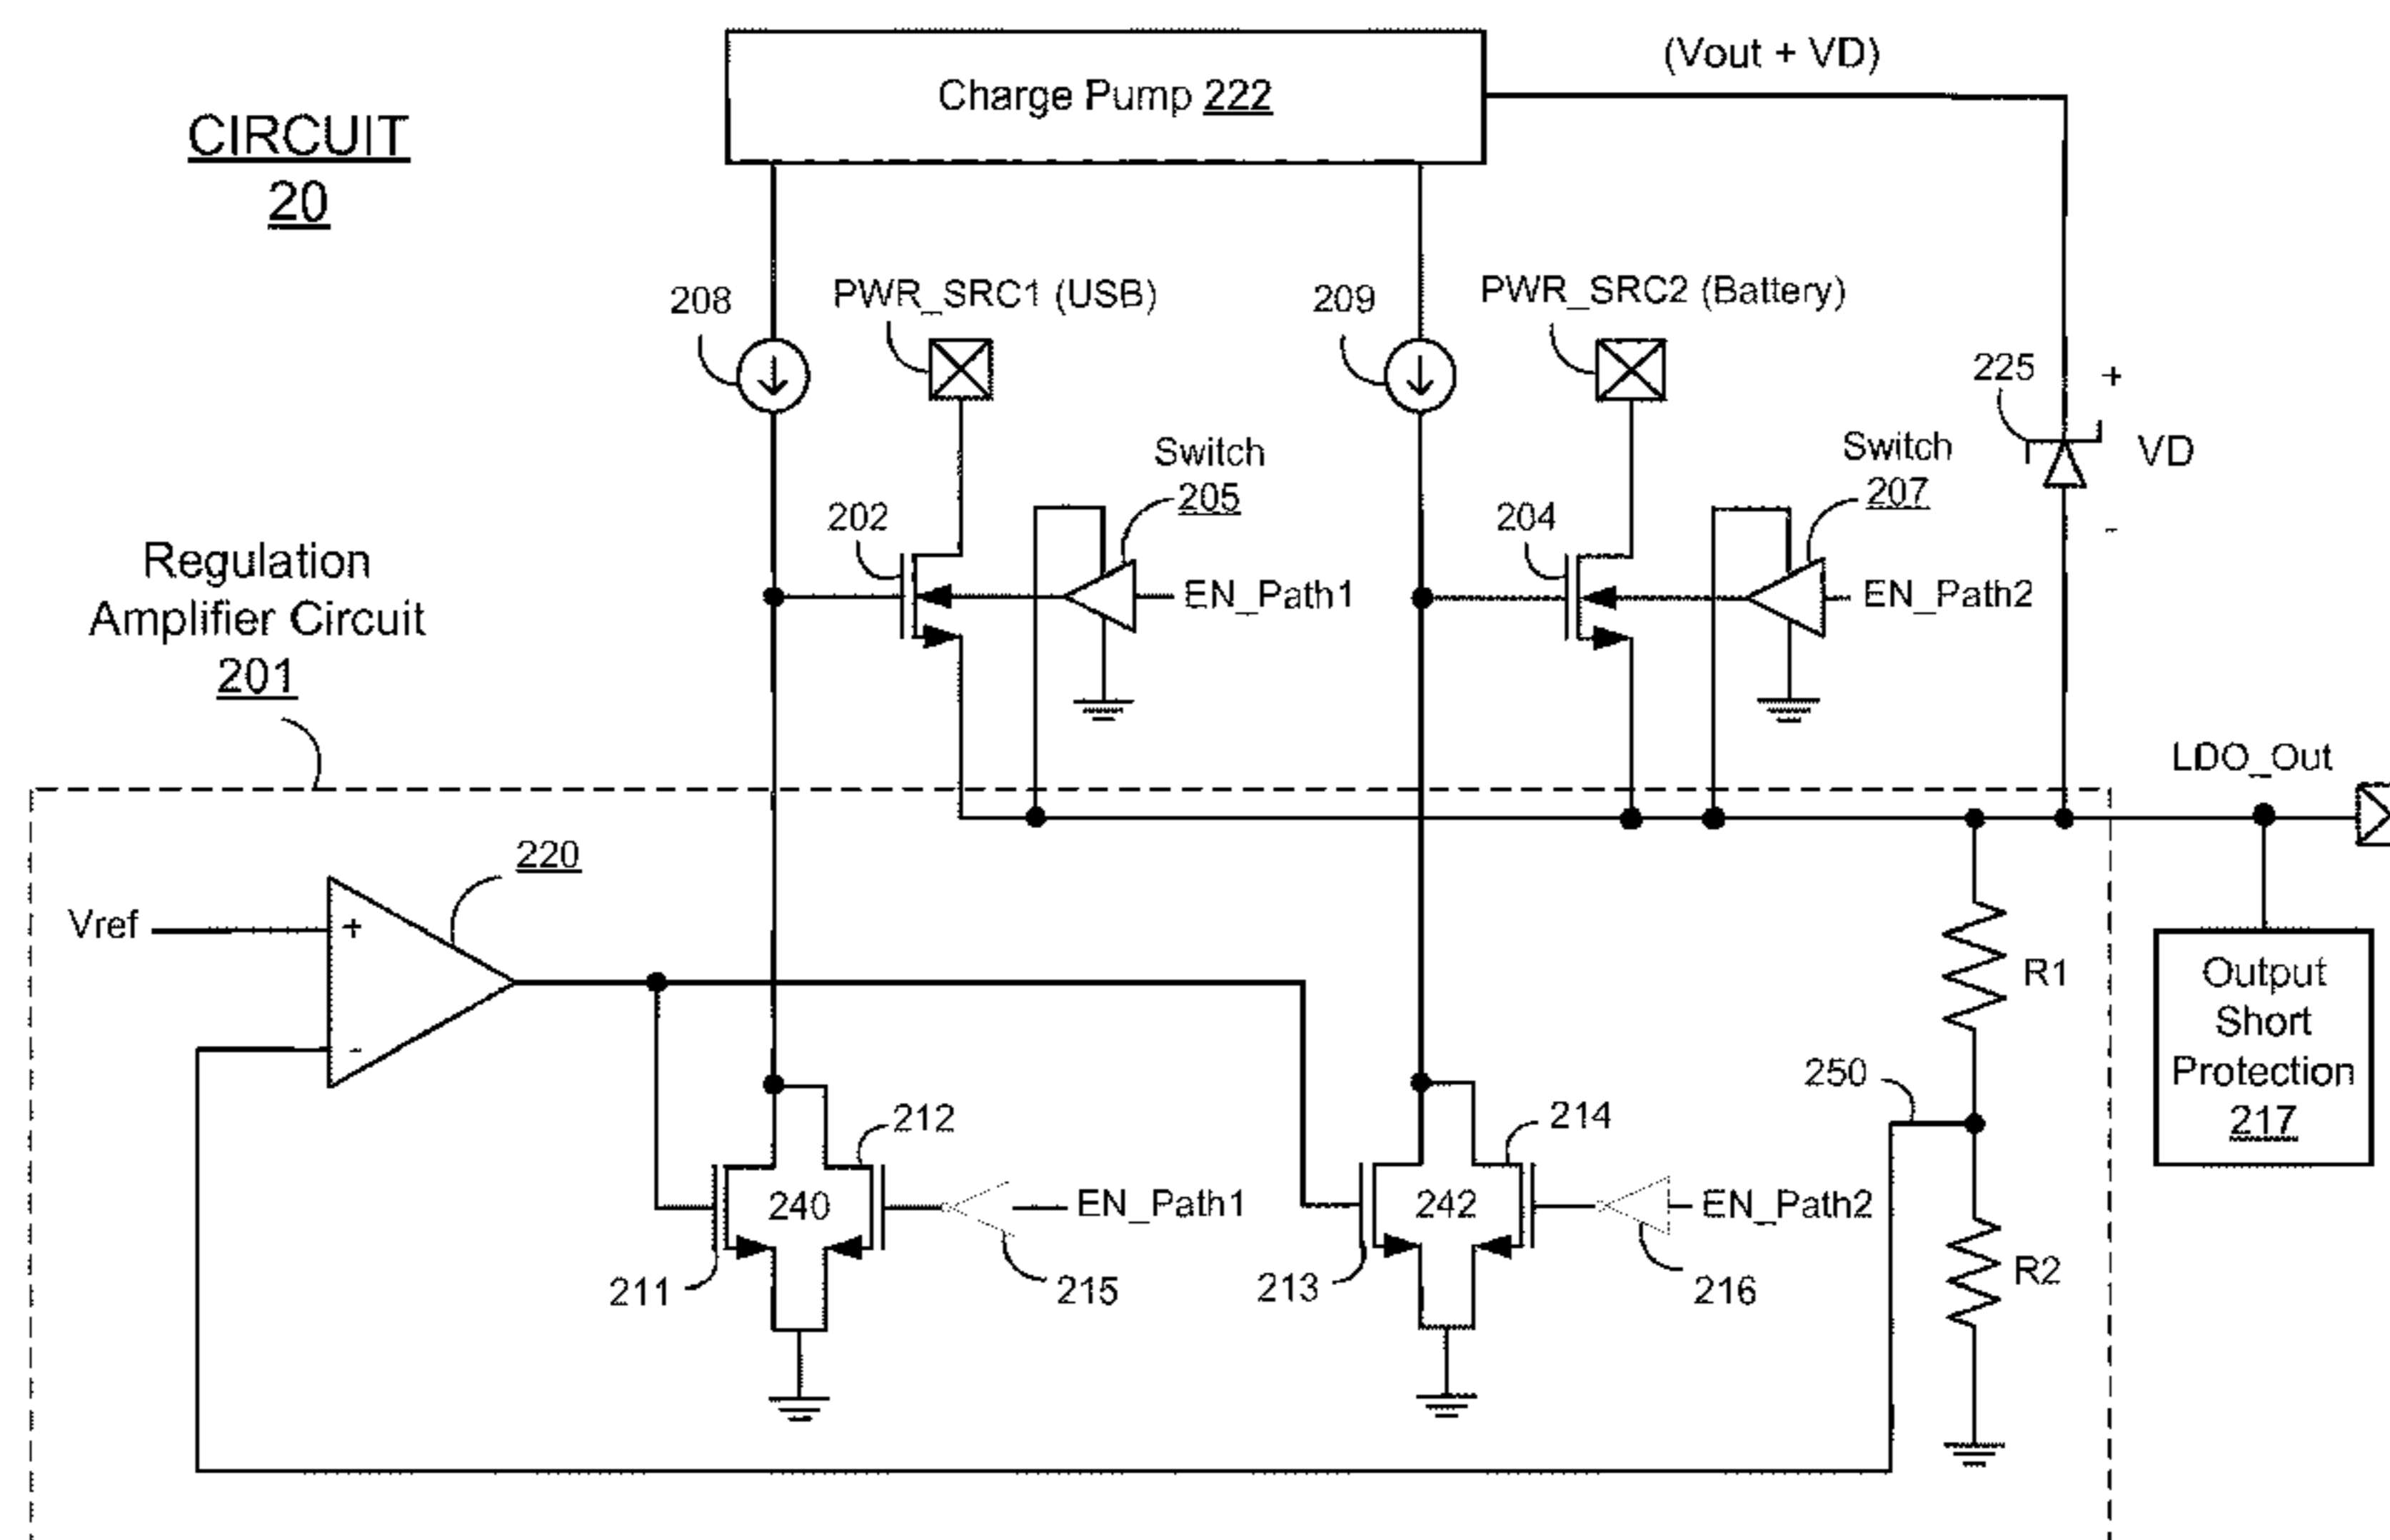 CIRCUIT
20
Charge Pump 222
(Vout + VD)
208
PWR_SRC1 (USB)
209
PWR_SRC2 (Battery)
225
+
VD
-
Switch
205
Switch
207
202
EN_Path1
204
EN_Path2
Regulation
Amplifier Circuit
201
LDO_Out
220
Vref
+
-
R1
Output
Short
Protection
217
250
212
214
240
EN_Path1
242
EN_Path2
211
215
213
216
R2